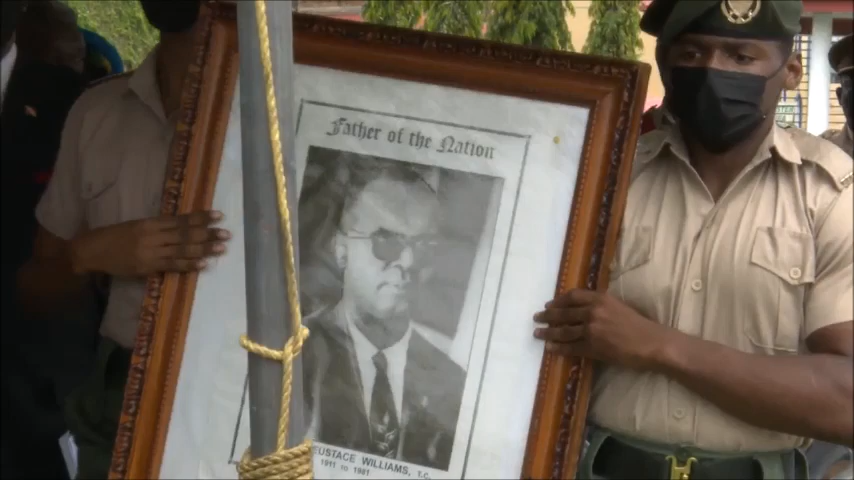 Father of the Nation
EUSTACE WILLIAMS, T.C.
1911 to 1981